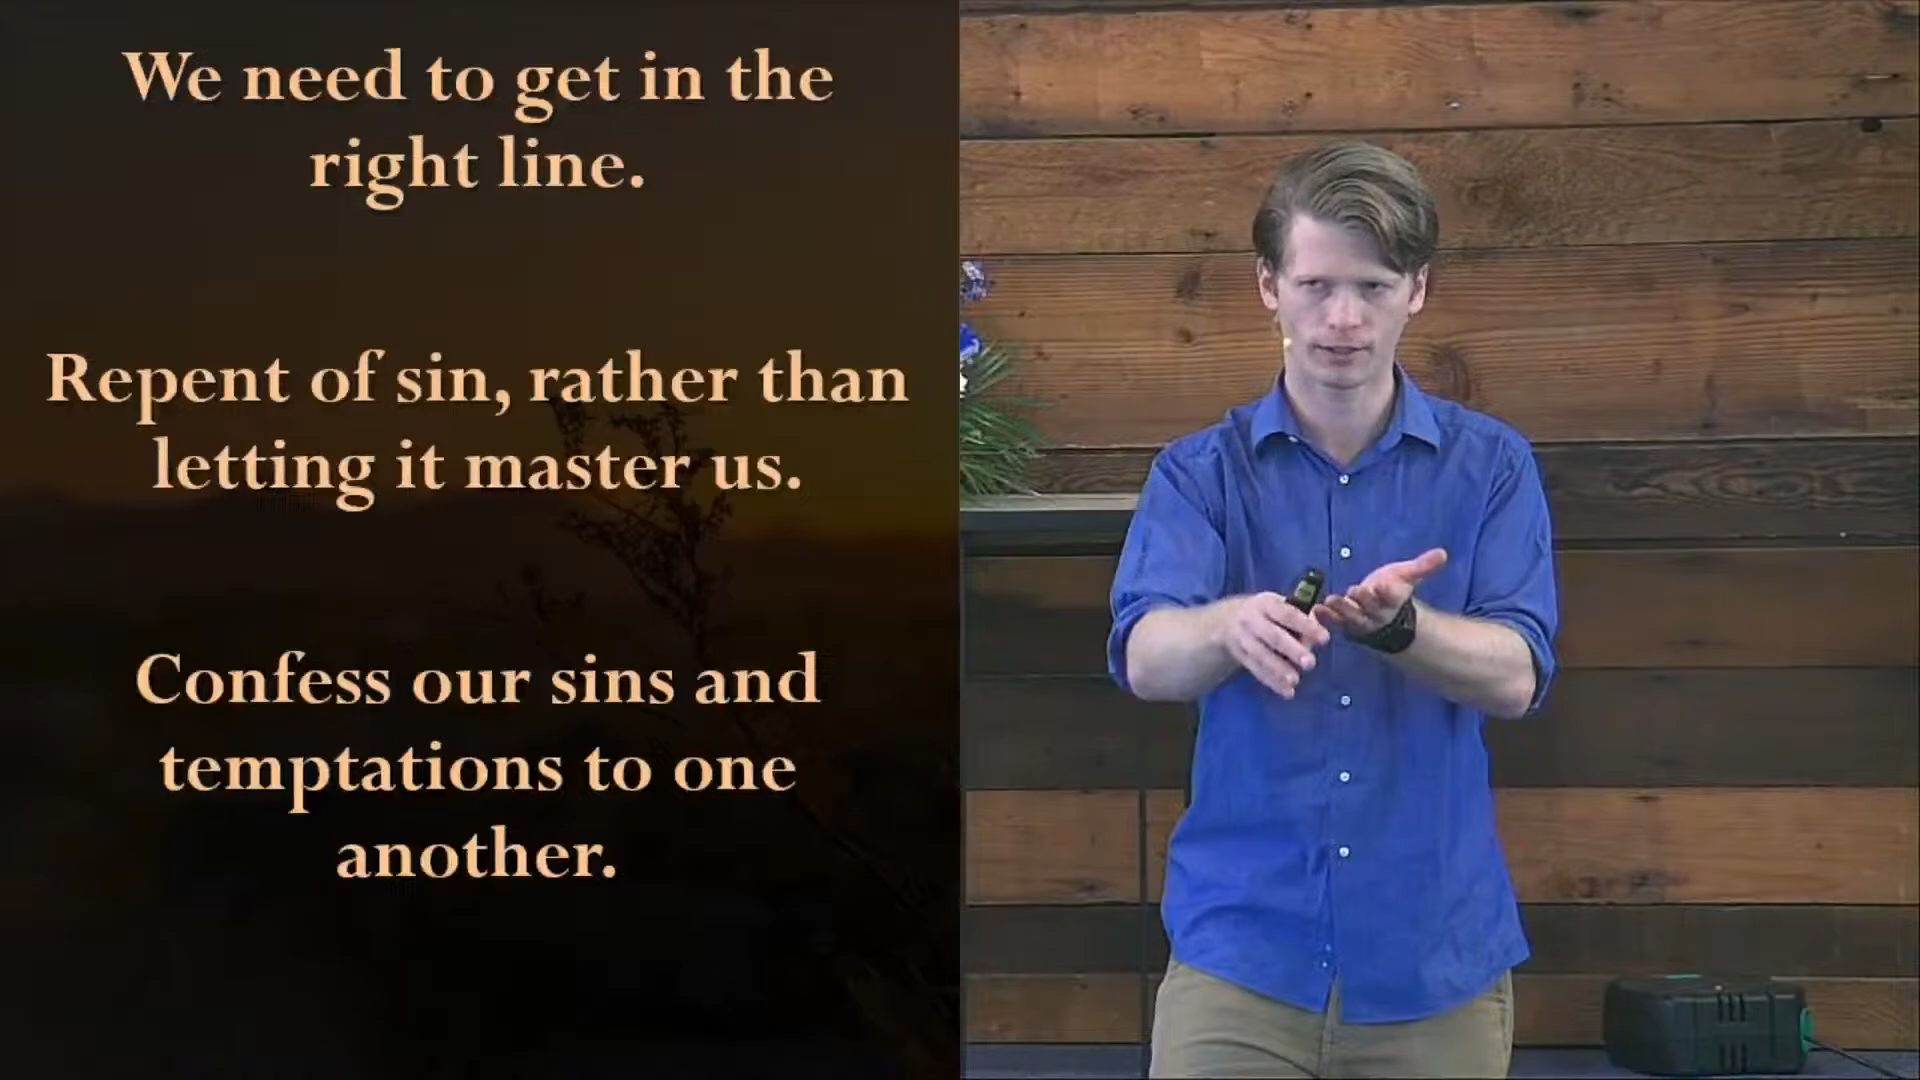 We need to get in the
right line.
Repent of sin, rather than
letting it master us.
Confess our sins and
temptations to one
another.